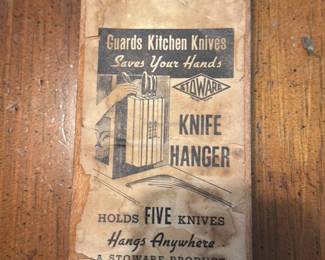 Guards Kitchen Knives
Saves Your Hands
STOWARE
KNIFE
HANGER
HOLDS FIVE KNIVES
Hangs Anywhere
A STOWARE PRODUCT